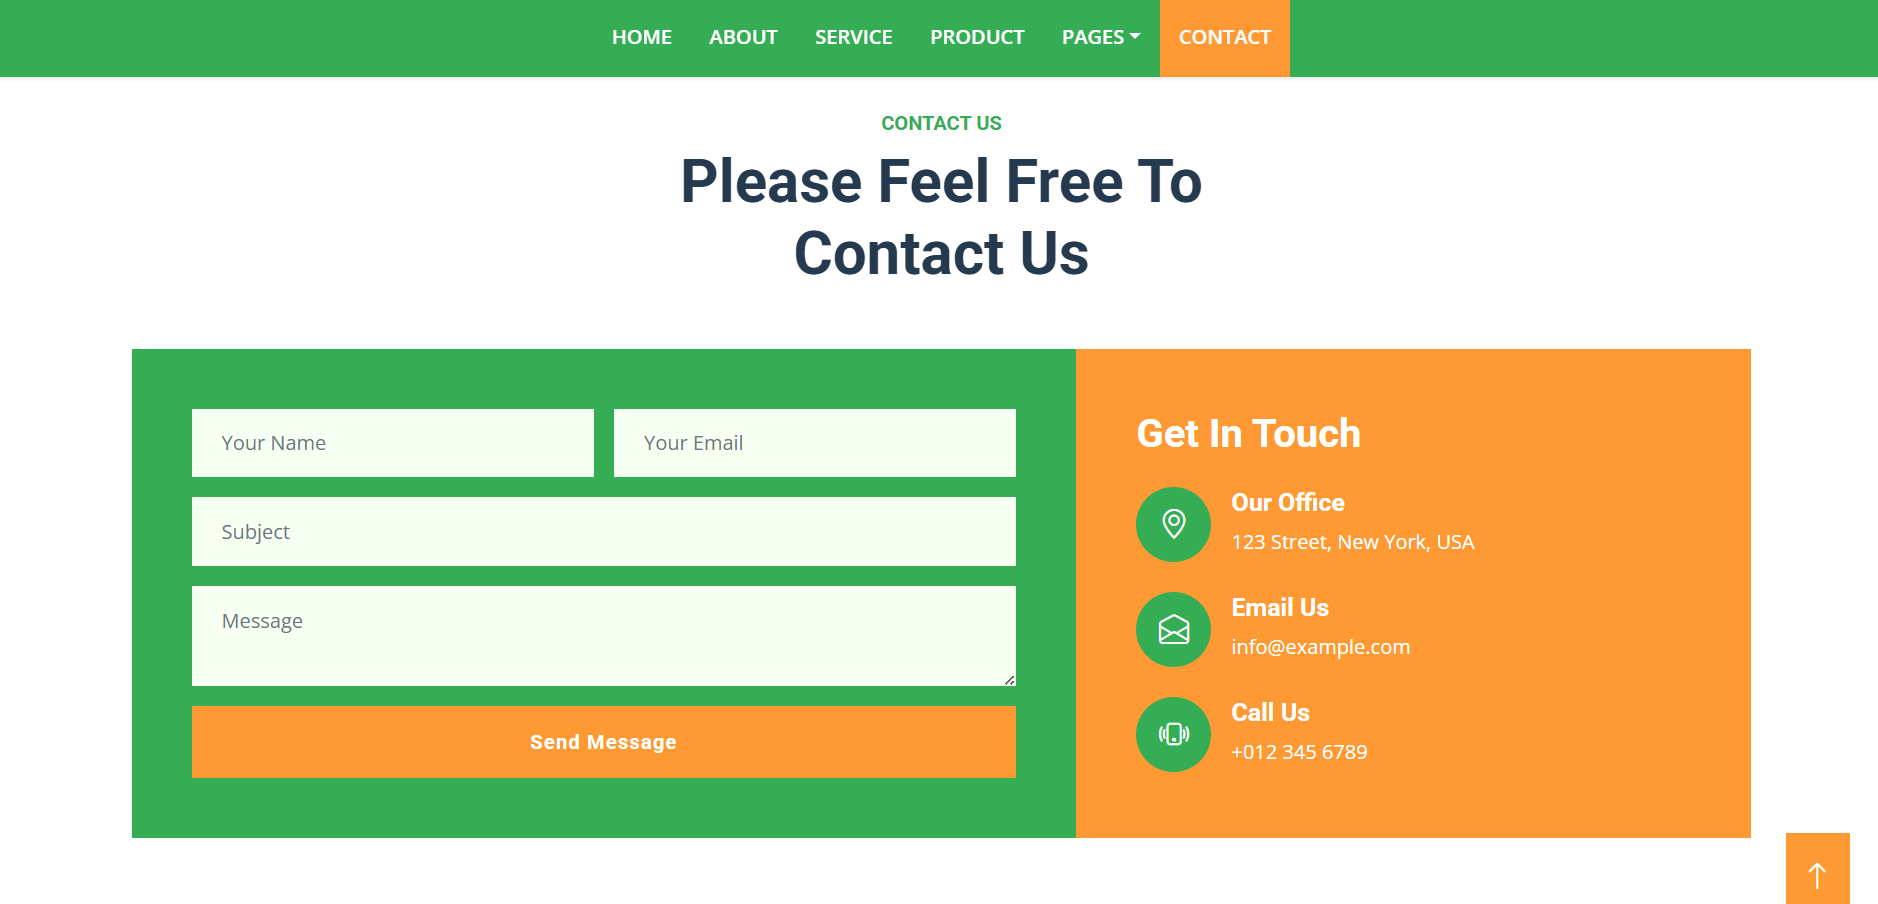 HOME ABOUT SERVICE PRODUCT PAGES CONTACT
CONTACT US
Please Feel Free To
Contact Us
Your Name
Your Email
Subject
Message
Send Message
Get In Touch
Our Office
123 Street, New York, USA
Email Us
info@example.com
Call Us
+012 345 6789